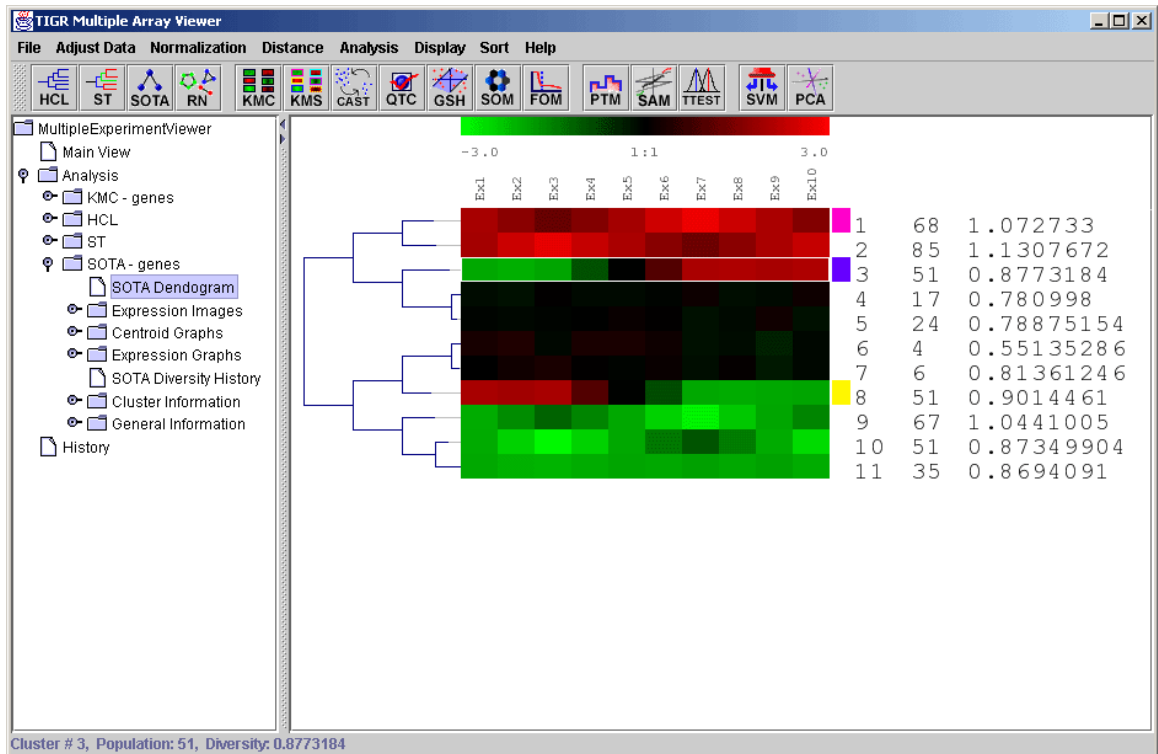 TIGR Multiple Array Viewer
File Adjust Data Normalization Distance Analysis Display Sort Help
HCL ST SOTA RN KMC KMS CAST QTC GSH SOM FOM PTM SAM TTEST SVM PCA
MultipleExperimentViewer
Main View
Analysis
KMC - genes
HCL
ST
SOTA - genes
SOTA Dendogram
Expression Images
Centroid Graphs
Expression Graphs
SOTA Diversity History
Cluster Information
General Information
History
-3.0 1:1 3.0
Ex1 Ex2 Ex3 Ex4 Ex5 Ex6 Ex7 Ex8 Ex9 Ex10
1 68 1.072733
2 85 1.1307672
3 51 0.8773184
4 17 0.780998
5 24 0.78875154
6 4 0.55135286
7 6 0.81361246
8 51 0.9014461
9 67 1.0441005
10 51 0.87349904
11 35 0.8694091
Cluster # 3, Population: 51, Diversity: 0.8773184